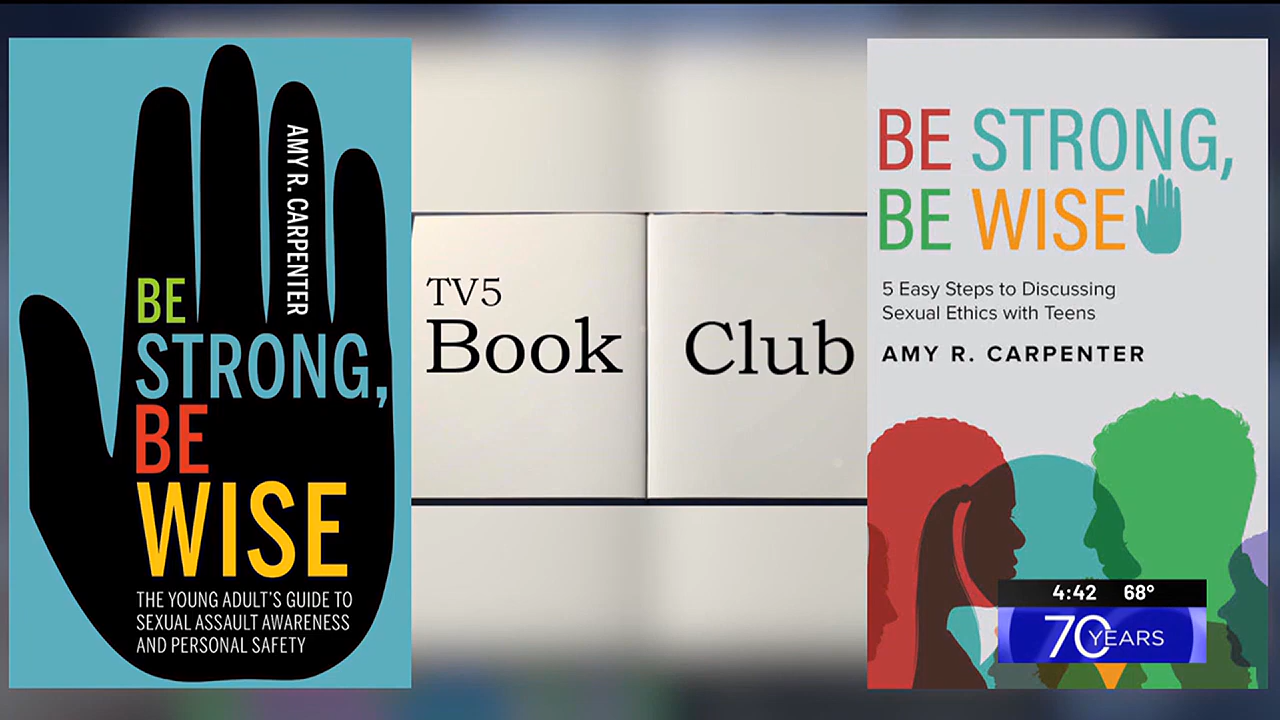 AMY R. CARPENTER
BE
STRONG,
BE
WISE
THE YOUNG ADULT'S GUIDE TO
SEXUAL ASSAULT AWARENESS
AND PERSONAL SAFETY
TV5
Book Club
BE STRONG,
BE WISE
5 Easy Steps to Discussing
Sexual Ethics with Teens
AMY R. CARPENTER
4:42 68°
70 YEARS